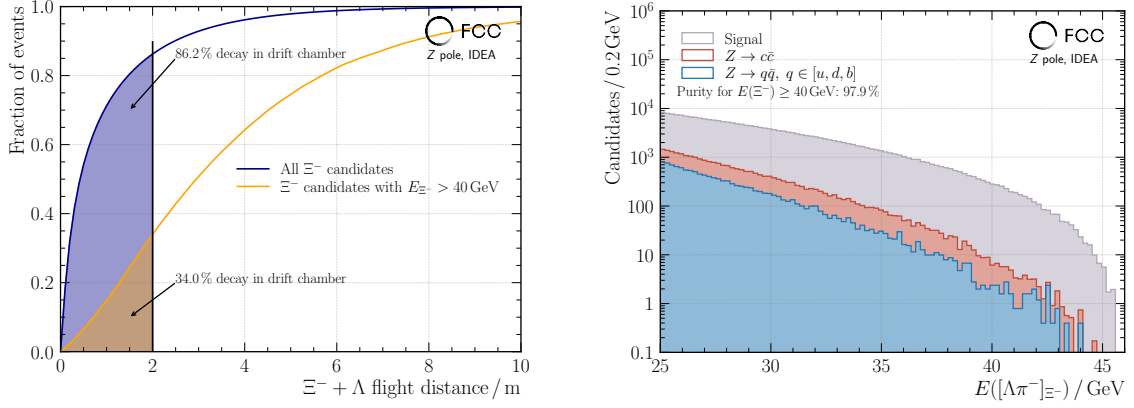 Fraction of events
1.0
0.8
0.6
0.4
0.2
0.0
0
2
4
6
8
10
Ξ⁻ + Λ flight distance / m
86.2 % decay in drift chamber
34.0 % decay in drift chamber
All Ξ⁻ candidates
Ξ⁻ candidates with E_Ξ⁻ > 40 GeV
FCC
Z pole, IDEA
Candidates / 0.2 GeV
10⁶
10⁵
10⁴
10³
100
10
1
0.1
25
30
35
40
45
E([Λπ⁻]_Ξ⁻) / GeV
Signal
Z → cc̄
Z → qq̄, q ∈ [u, d, b]
Purity for E(Ξ⁻) ≥ 40 GeV: 97.9 %
FCC
Z pole, IDEA